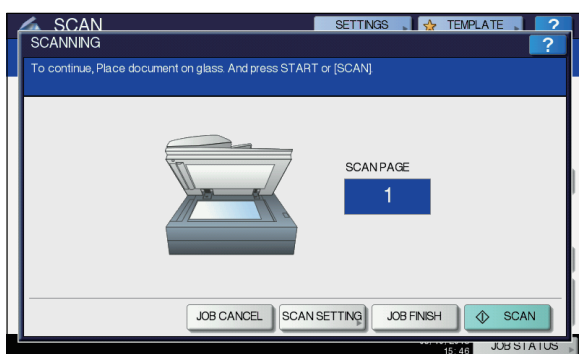 SCAN
SETTINGS
TEMPLATE
?
SCANNING
?
To continue, Place document on glass. And press START or [SCAN].
SCAN PAGE
1
JOB CANCEL
SCAN SETTING
JOB FINISH
SCAN
15:46
JOB STATUS